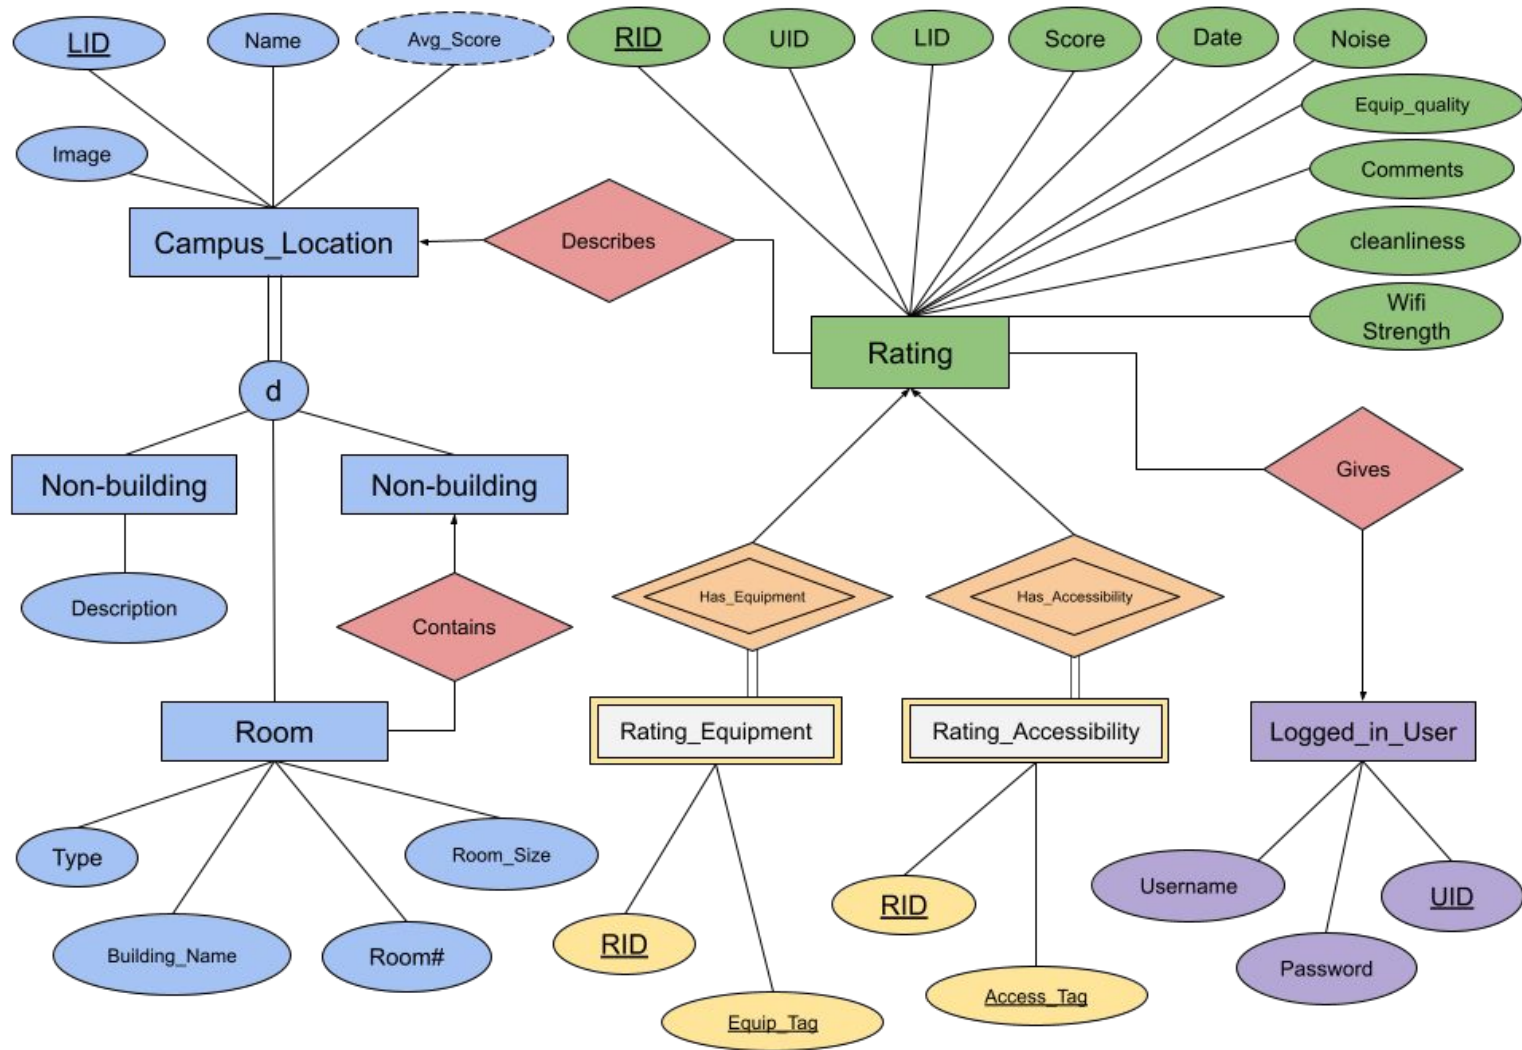 LID
Name
Avg_Score
RID
UID
LID
Score
Date
Noise
Equip_quality
Image
Comments
Campus_Location
Describes
cleanliness
Wifi
Strength
Rating
d
Non-building
Non-building
Gives
Description
Contains
Has_Equipment
Has_Accessibility
Room
Rating_Equipment
Rating_Accessibility
Logged_in_User
Type
Room_Size
Username
UID
RID
RID
Building_Name
Room#
Password
Equip_Tag
Access_Tag